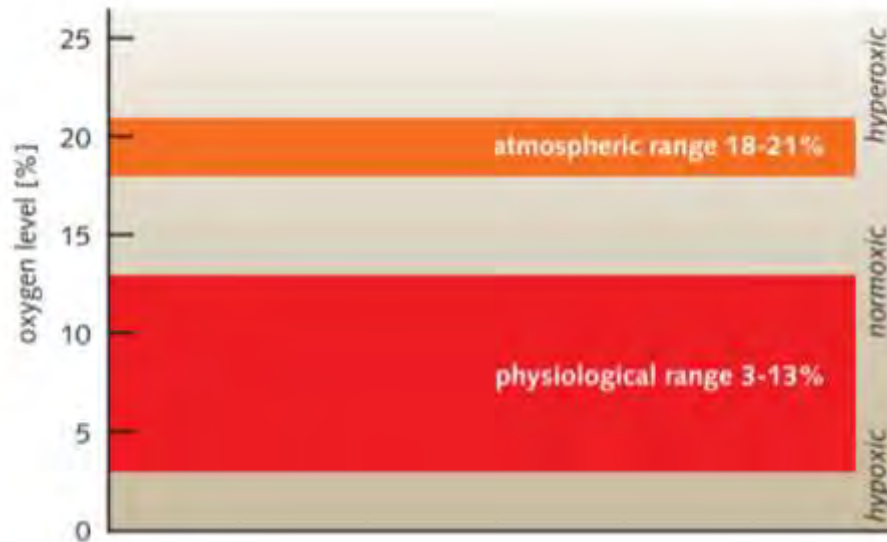 oxygen level [%]
25
20
15
10
5
0
atmospheric range 18-21%
physiological range 3-13%
hyperoxic
normoxic
hypoxic